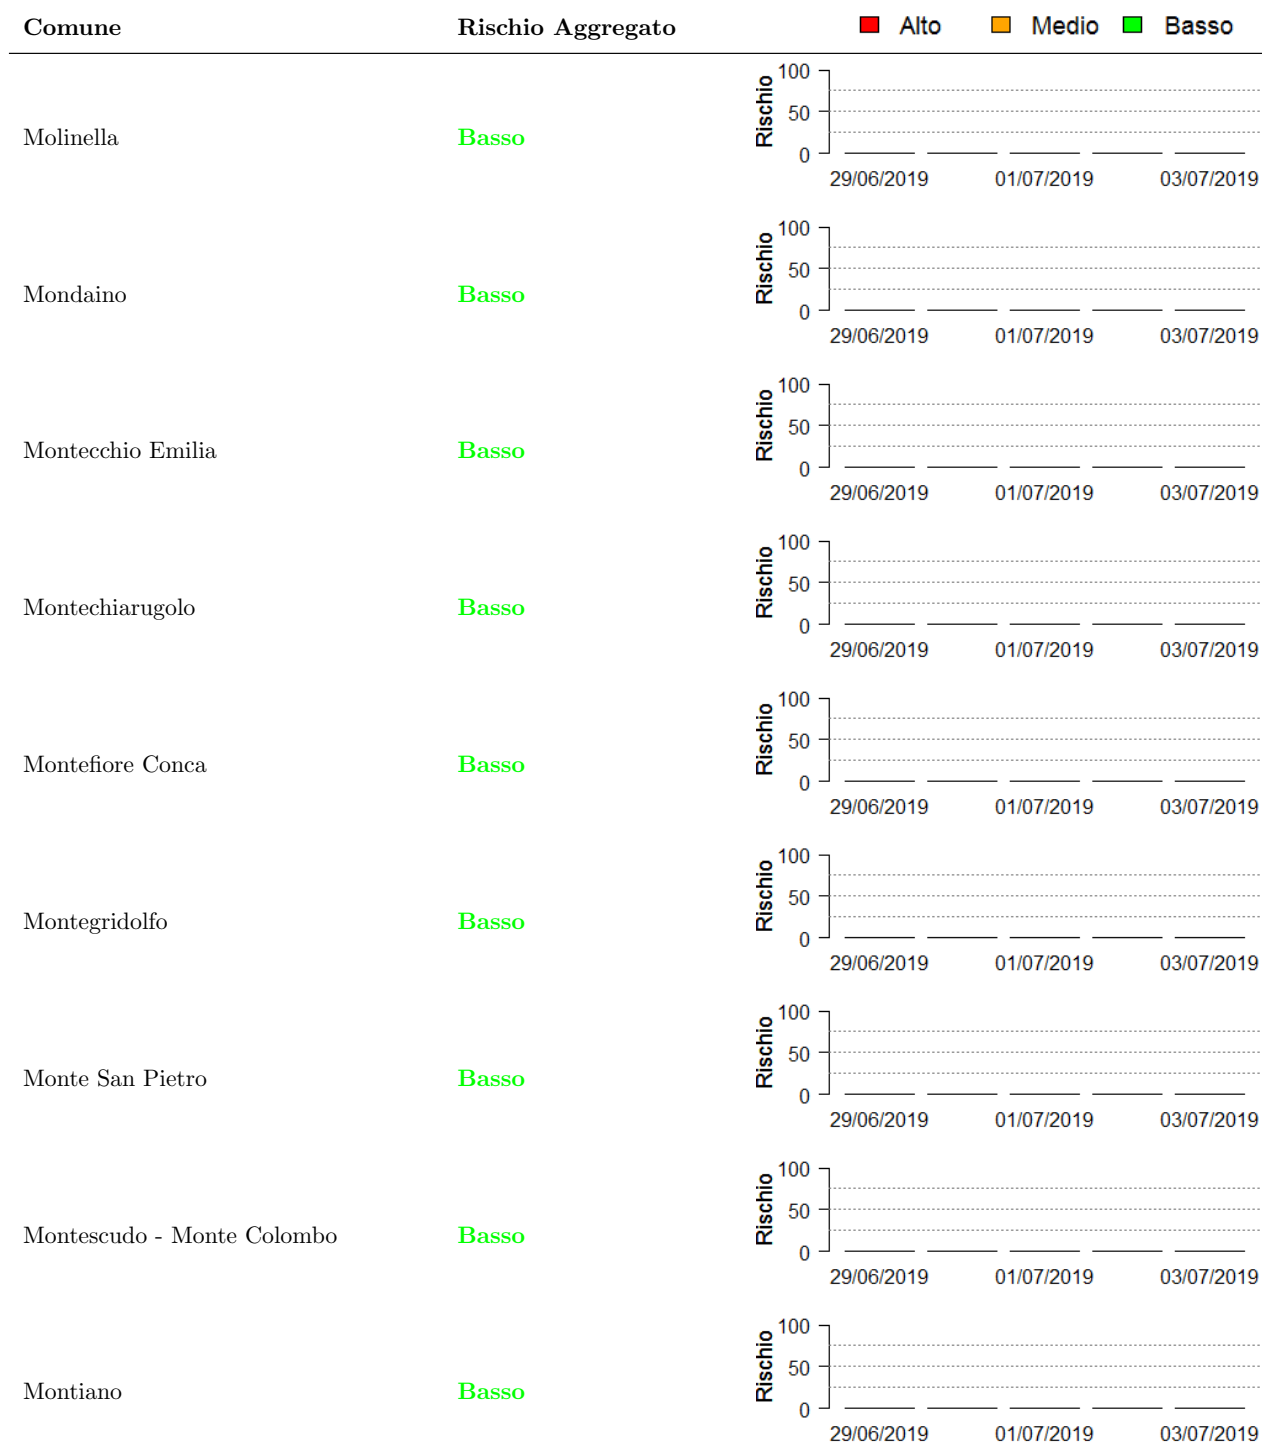 Comune Rischio Aggregato Alto Medio Basso
100
50
0
Rischio
Molinella Basso
29/06/2019 01/07/2019 03/07/2019
100
50
0
Rischio
Mondaino Basso
29/06/2019 01/07/2019 03/07/2019
100
50
0
Rischio
Montecchio Emilia Basso
29/06/2019 01/07/2019 03/07/2019
100
50
0
Rischio
Montechiarugolo Basso
29/06/2019 01/07/2019 03/07/2019
100
50
0
Rischio
Montefiore Conca Basso
29/06/2019 01/07/2019 03/07/2019
100
50
0
Rischio
Montegridolfo Basso
29/06/2019 01/07/2019 03/07/2019
100
50
0
Rischio
Monte San Pietro Basso
29/06/2019 01/07/2019 03/07/2019
100
50
0
Rischio
Montescudo - Monte Colombo Basso
29/06/2019 01/07/2019 03/07/2019
100
50
0
Rischio
Montiano Basso
29/06/2019 01/07/2019 03/07/2019